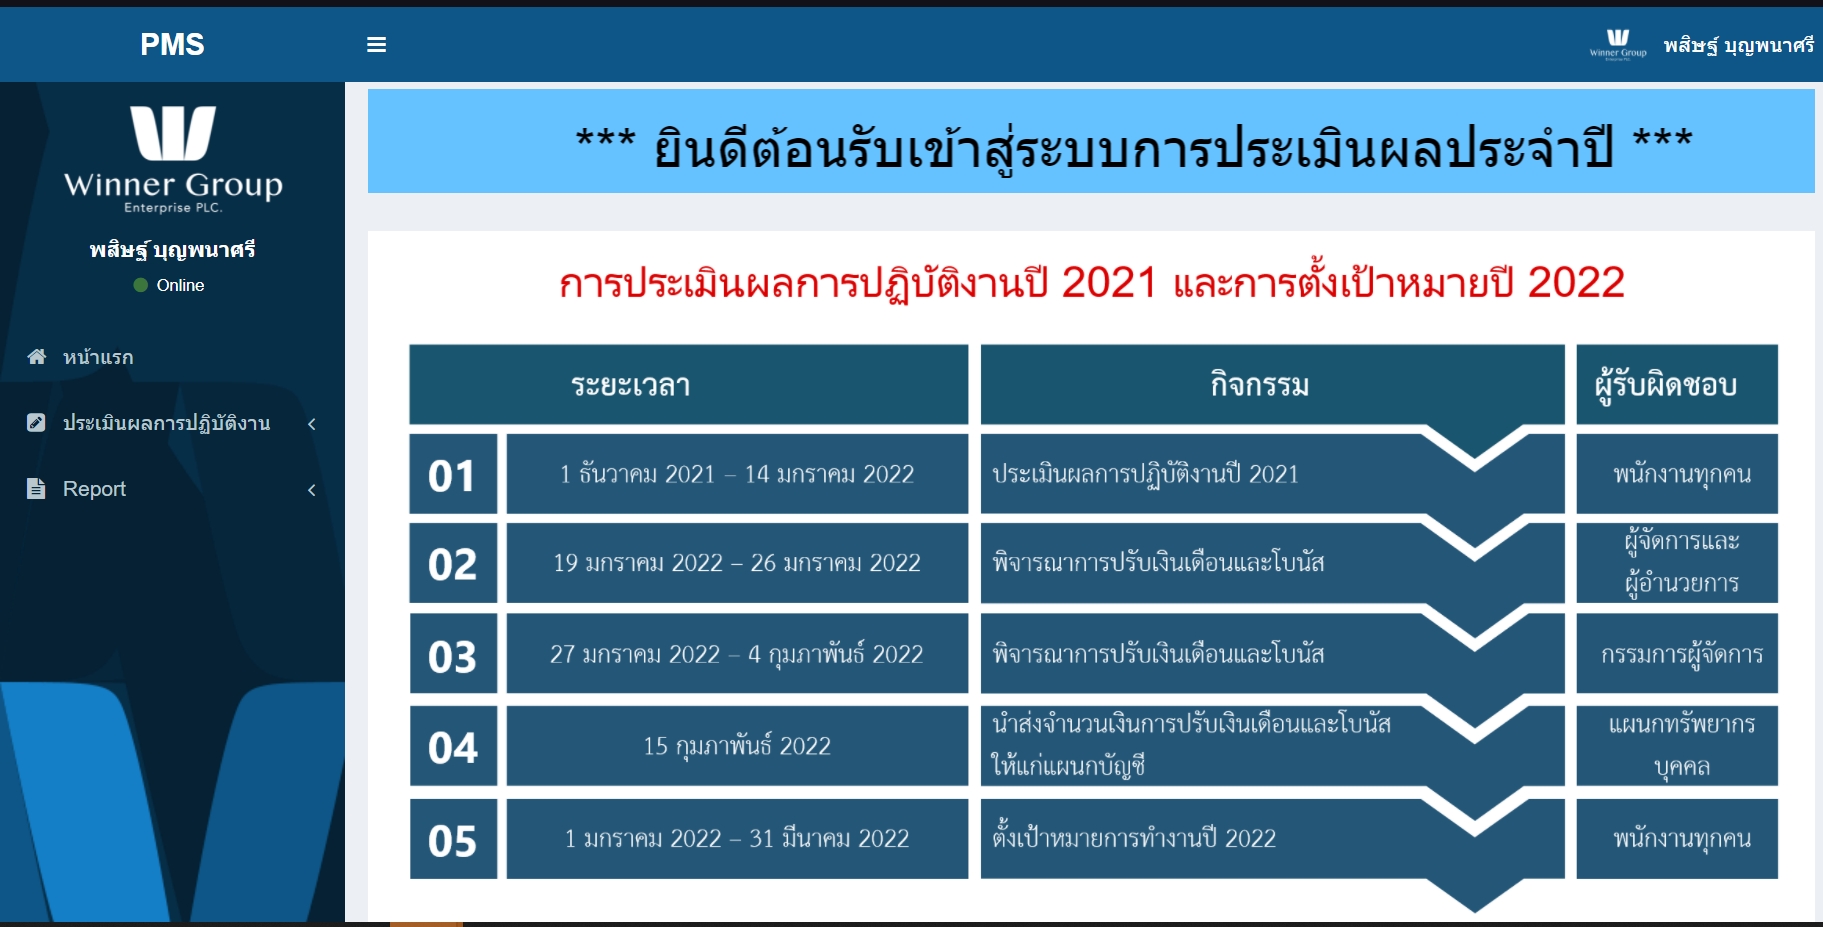 PMS
Winner Group
Enterprise PLC.
พสิษฐ์ บุญพนาศรี
Winner Group
Enterprise PLC.
พสิษฐ์ บุญพนาศรี
Online
หน้าแรก
ประเมินผลการปฏิบัติงาน
Report
*** ยินดีต้อนรับเข้าสู่ระบบการประเมินผลประจำปี ***
การประเมินผลการปฏิบัติงานปี 2021 และการตั้งเป้าหมายปี 2022
ระยะเวลา กิจกรรม ผู้รับผิดชอบ
01 1 ธันวาคม 2021 – 14 มกราคม 2022 ประเมินผลการปฏิบัติงานปี 2021 พนักงานทุกคน
02 19 มกราคม 2022 – 26 มกราคม 2022 พิจารณาการปรับเงินเดือนและโบนัส ผู้จัดการและ
ผู้อำนวยการ
03 27 มกราคม 2022 – 4 กุมภาพันธ์ 2022 พิจารณาการปรับเงินเดือนและโบนัส กรรมการผู้จัดการ
04 15 กุมภาพันธ์ 2022 นำส่งจำนวนเงินการปรับเงินเดือนและโบนัส แผนกทรัพยากร
ให้แก่แผนกบัญชี บุคคล
05 1 มกราคม 2022 – 31 มีนาคม 2022 ตั้งเป้าหมายการทำงานปี 2022 พนักงานทุกคน